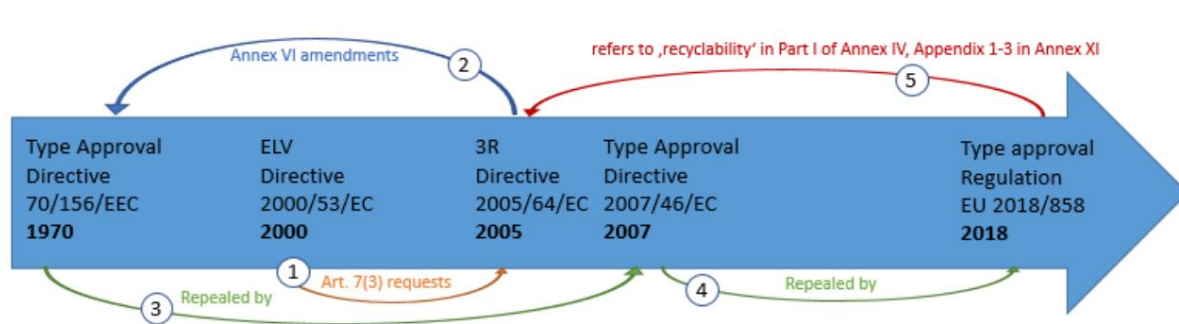 Annex VI amendments
2
refers to ‚recyclability‘ in Part I of Annex IV, Appendix 1-3 in Annex XI
5
Type Approval
Directive
70/156/EEC
1970
ELV
Directive
2000/53/EC
2000
3R
Directive
2005/64/EC
2005
Type Approval
Directive
2007/46/EC
2007
Type approval
Regulation
EU 2018/858
2018
1
Art. 7(3) requests
3
Repealed by
4
Repealed by